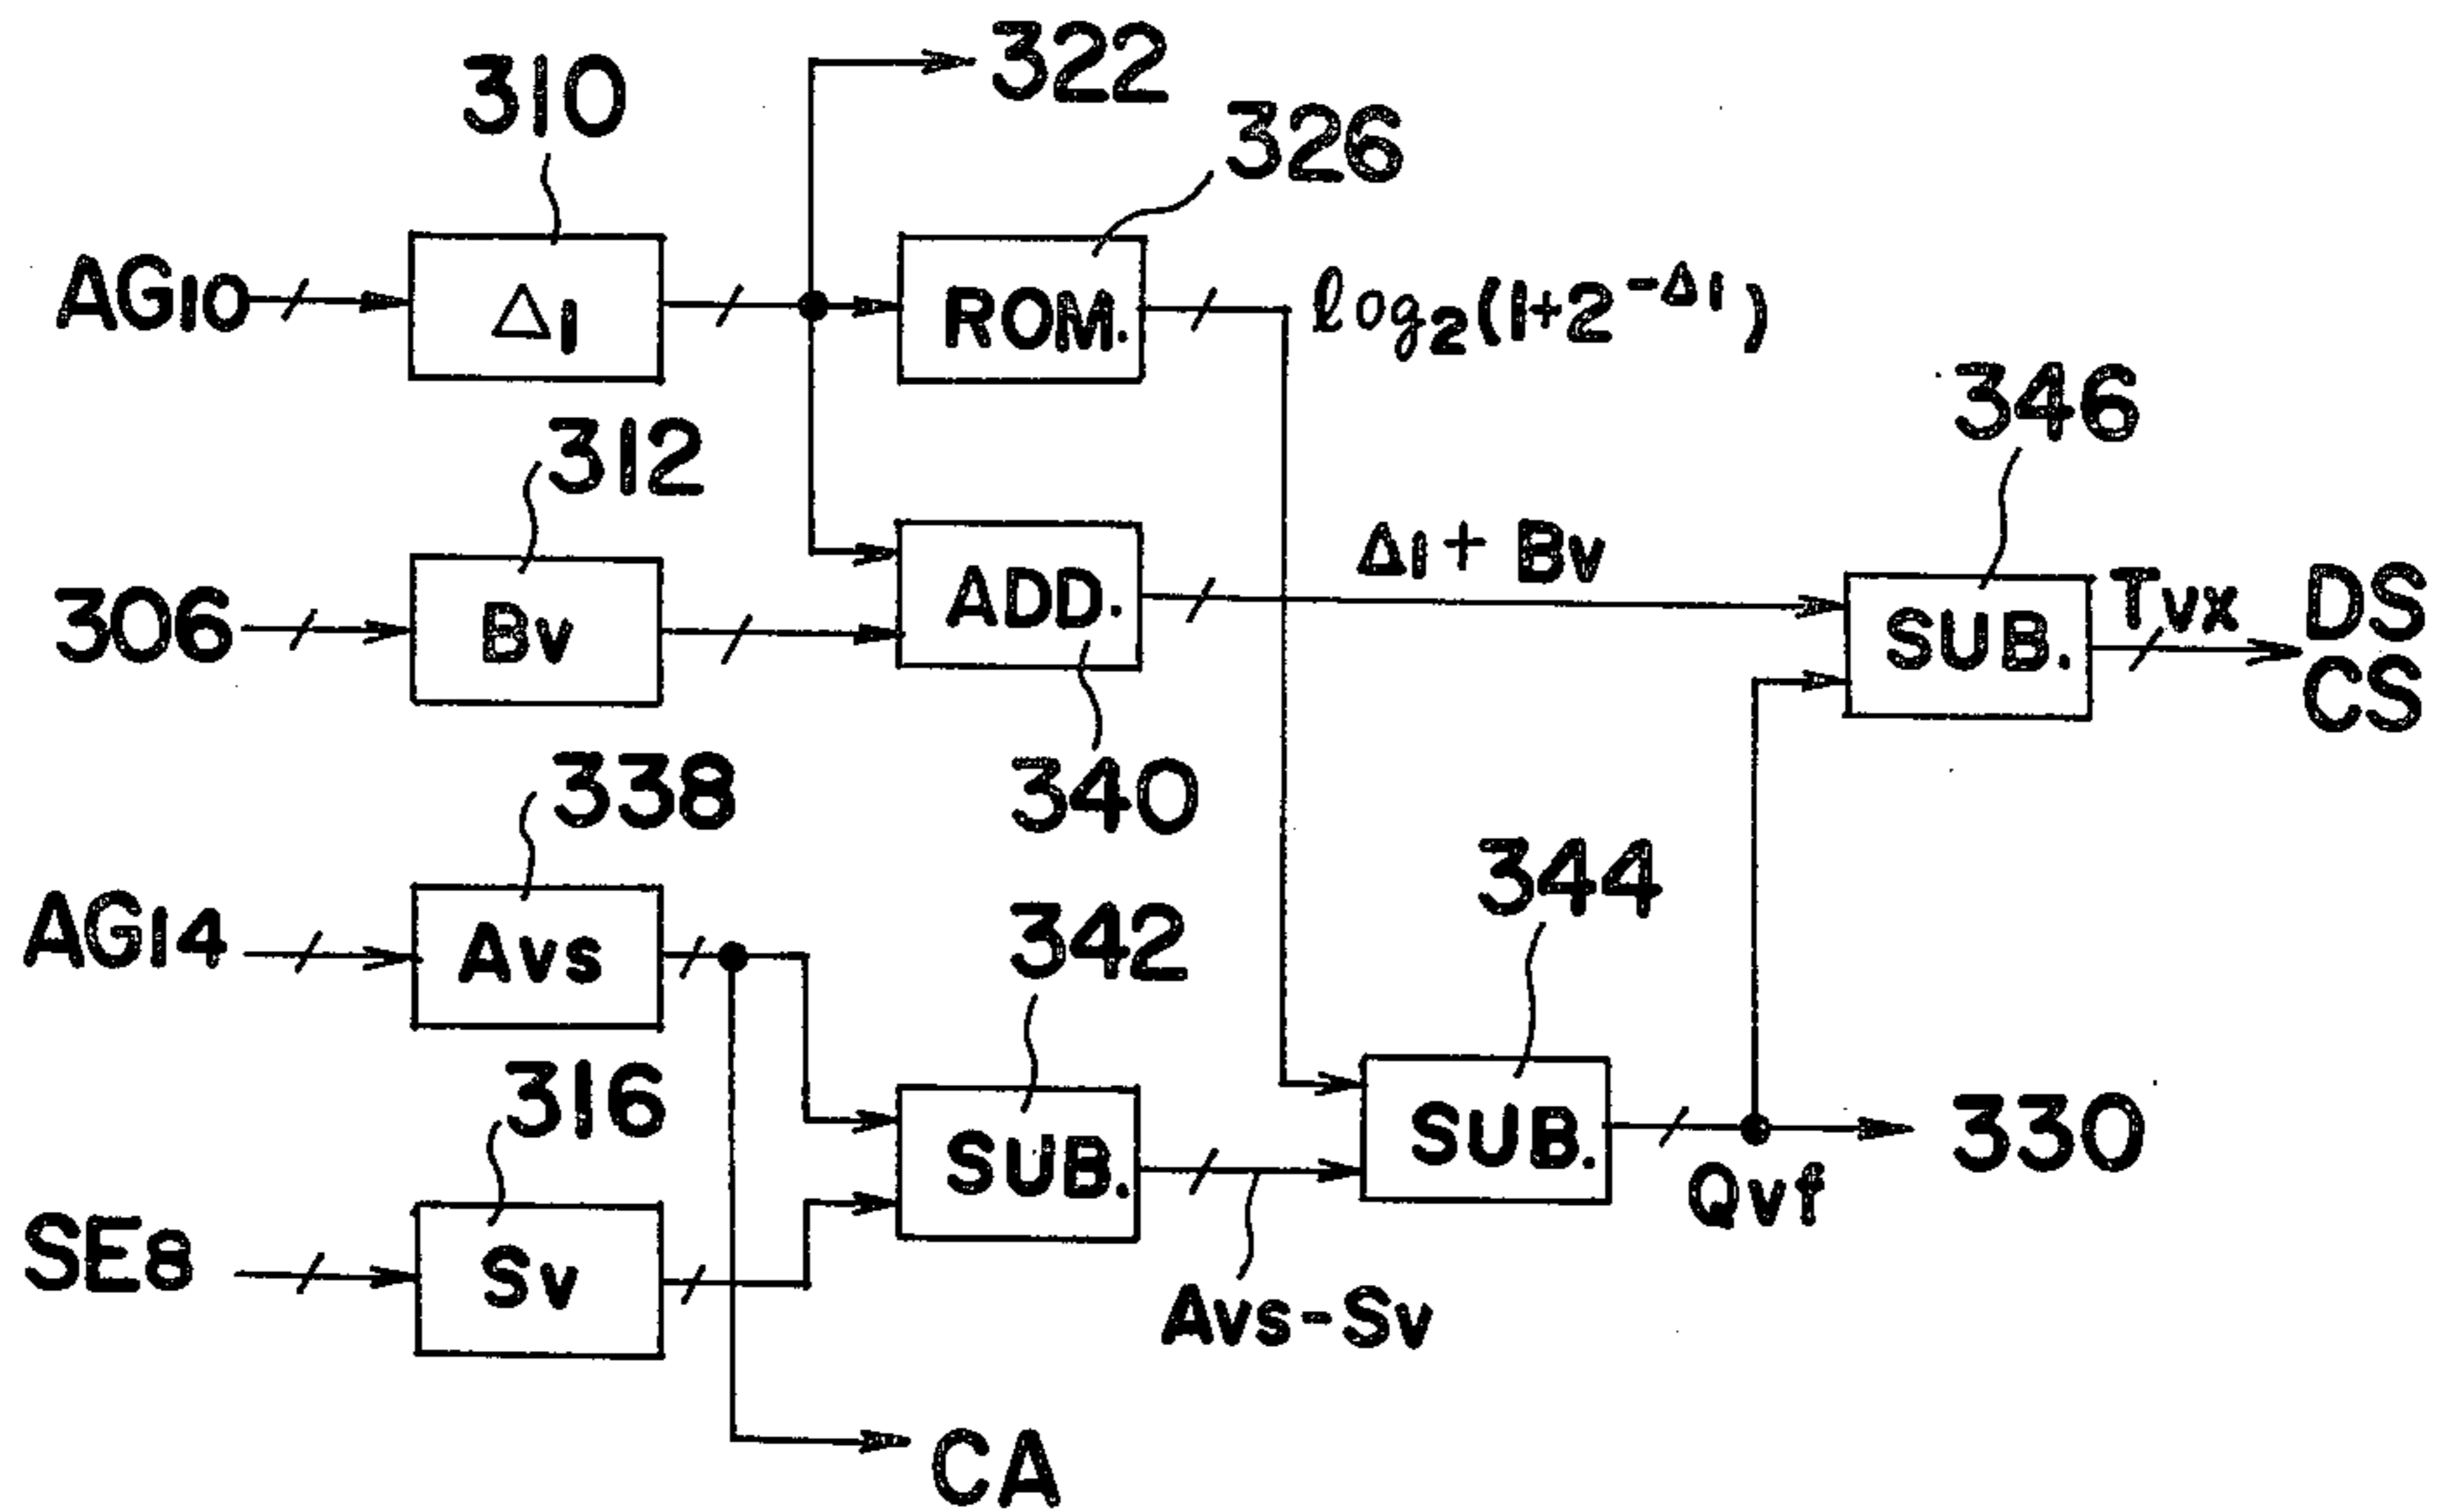 322
310
326
AG10
Δ1
ROM.
log2(1+2^-Δ1)
346
312
Δ1+ Bv
306
Bv
ADD.
SUB.
Tvx
DS
CS
338
340
344
AG14
Avs
342
316
SUB.
SUB.
330
Qvf
SE8
Sv
Avs-Sv
CA